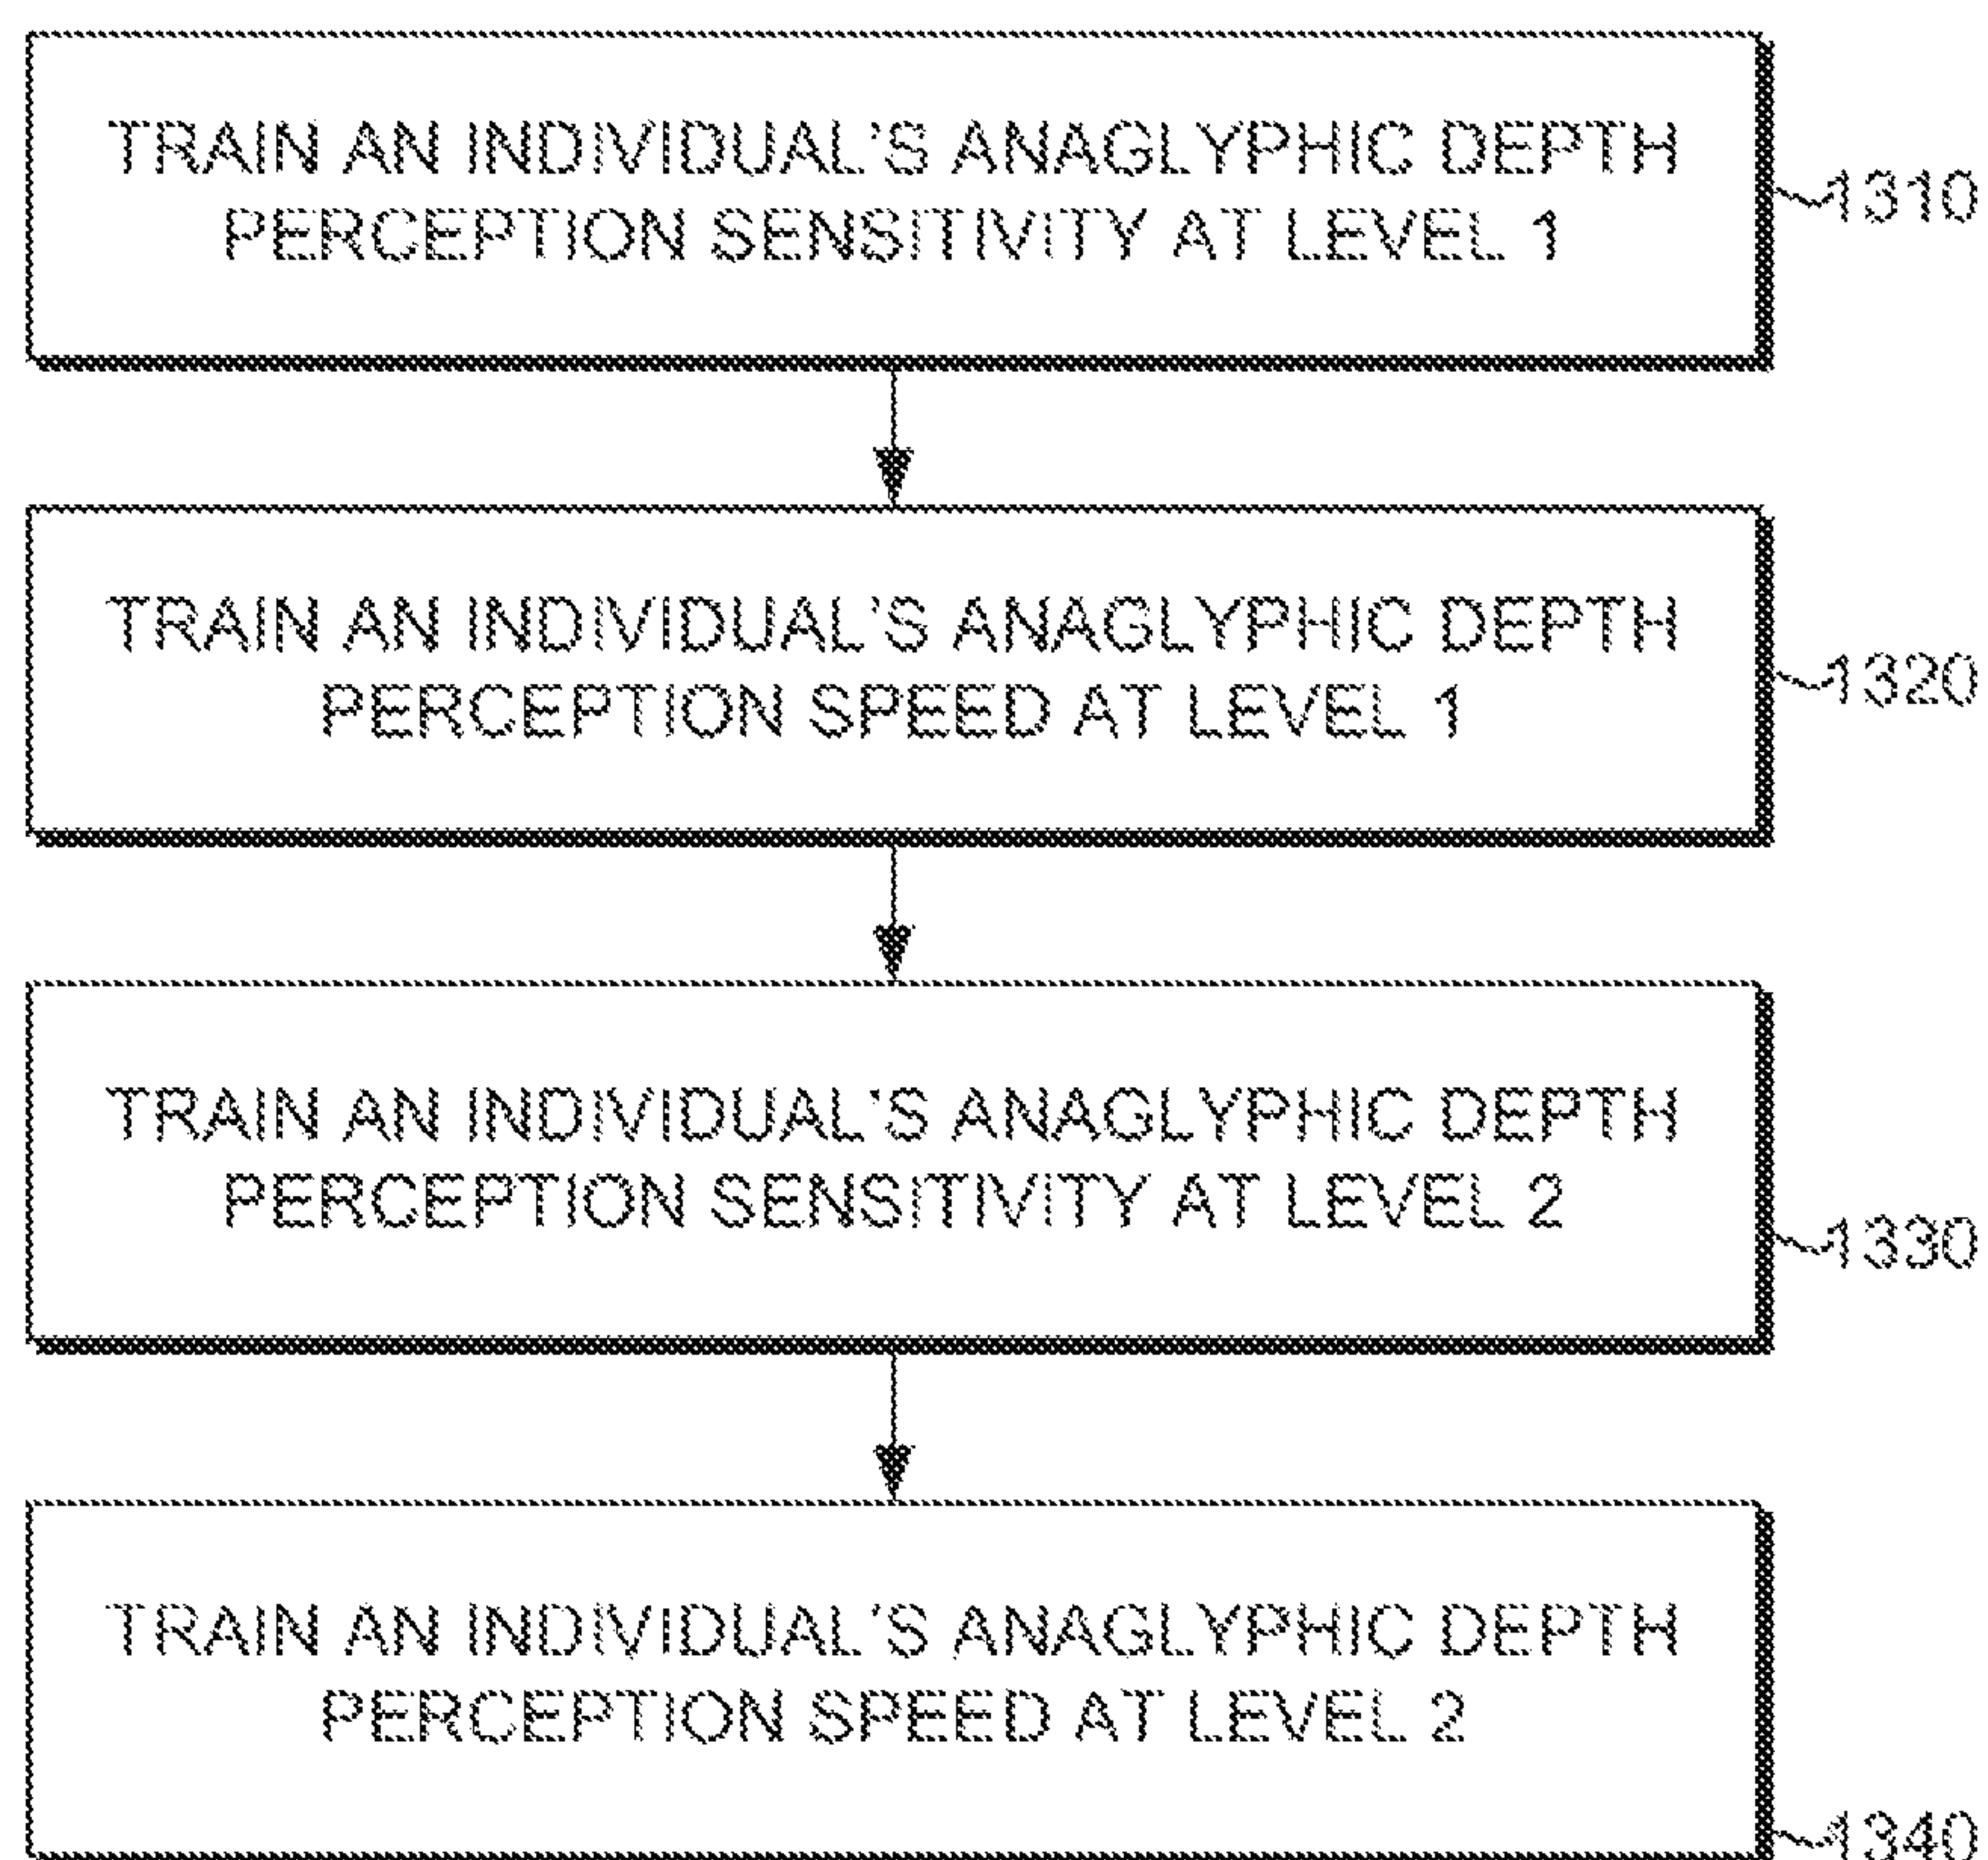 TRAIN AN INDIVIDUAL'S ANAGLYPHIC DEPTH
PERCEPTION SENSITIVITY AT LEVEL 1
1310
TRAIN AN INDIVIDUAL'S ANAGLYPHIC DEPTH
PERCEPTION SPEED AT LEVEL 1
1320
TRAIN AN INDIVIDUAL'S ANAGLYPHIC DEPTH
PERCEPTION SENSITIVITY AT LEVEL 2
1330
TRAIN AN INDIVIDUAL'S ANAGLYPHIC DEPTH
PERCEPTION SPEED AT LEVEL 2
1340